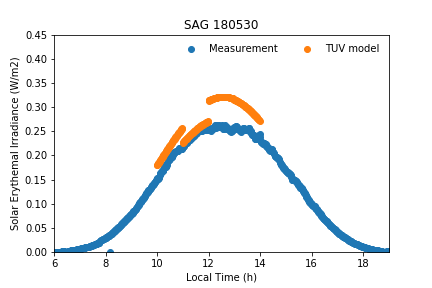 SAG 180530
Measurement TUV model
Solar Erythemal Irradiance (W/m2)
0.45
0.40
0.35
0.30
0.25
0.20
0.15
0.10
0.05
0.00
6 8 10 12 14 16 18
Local Time (h)